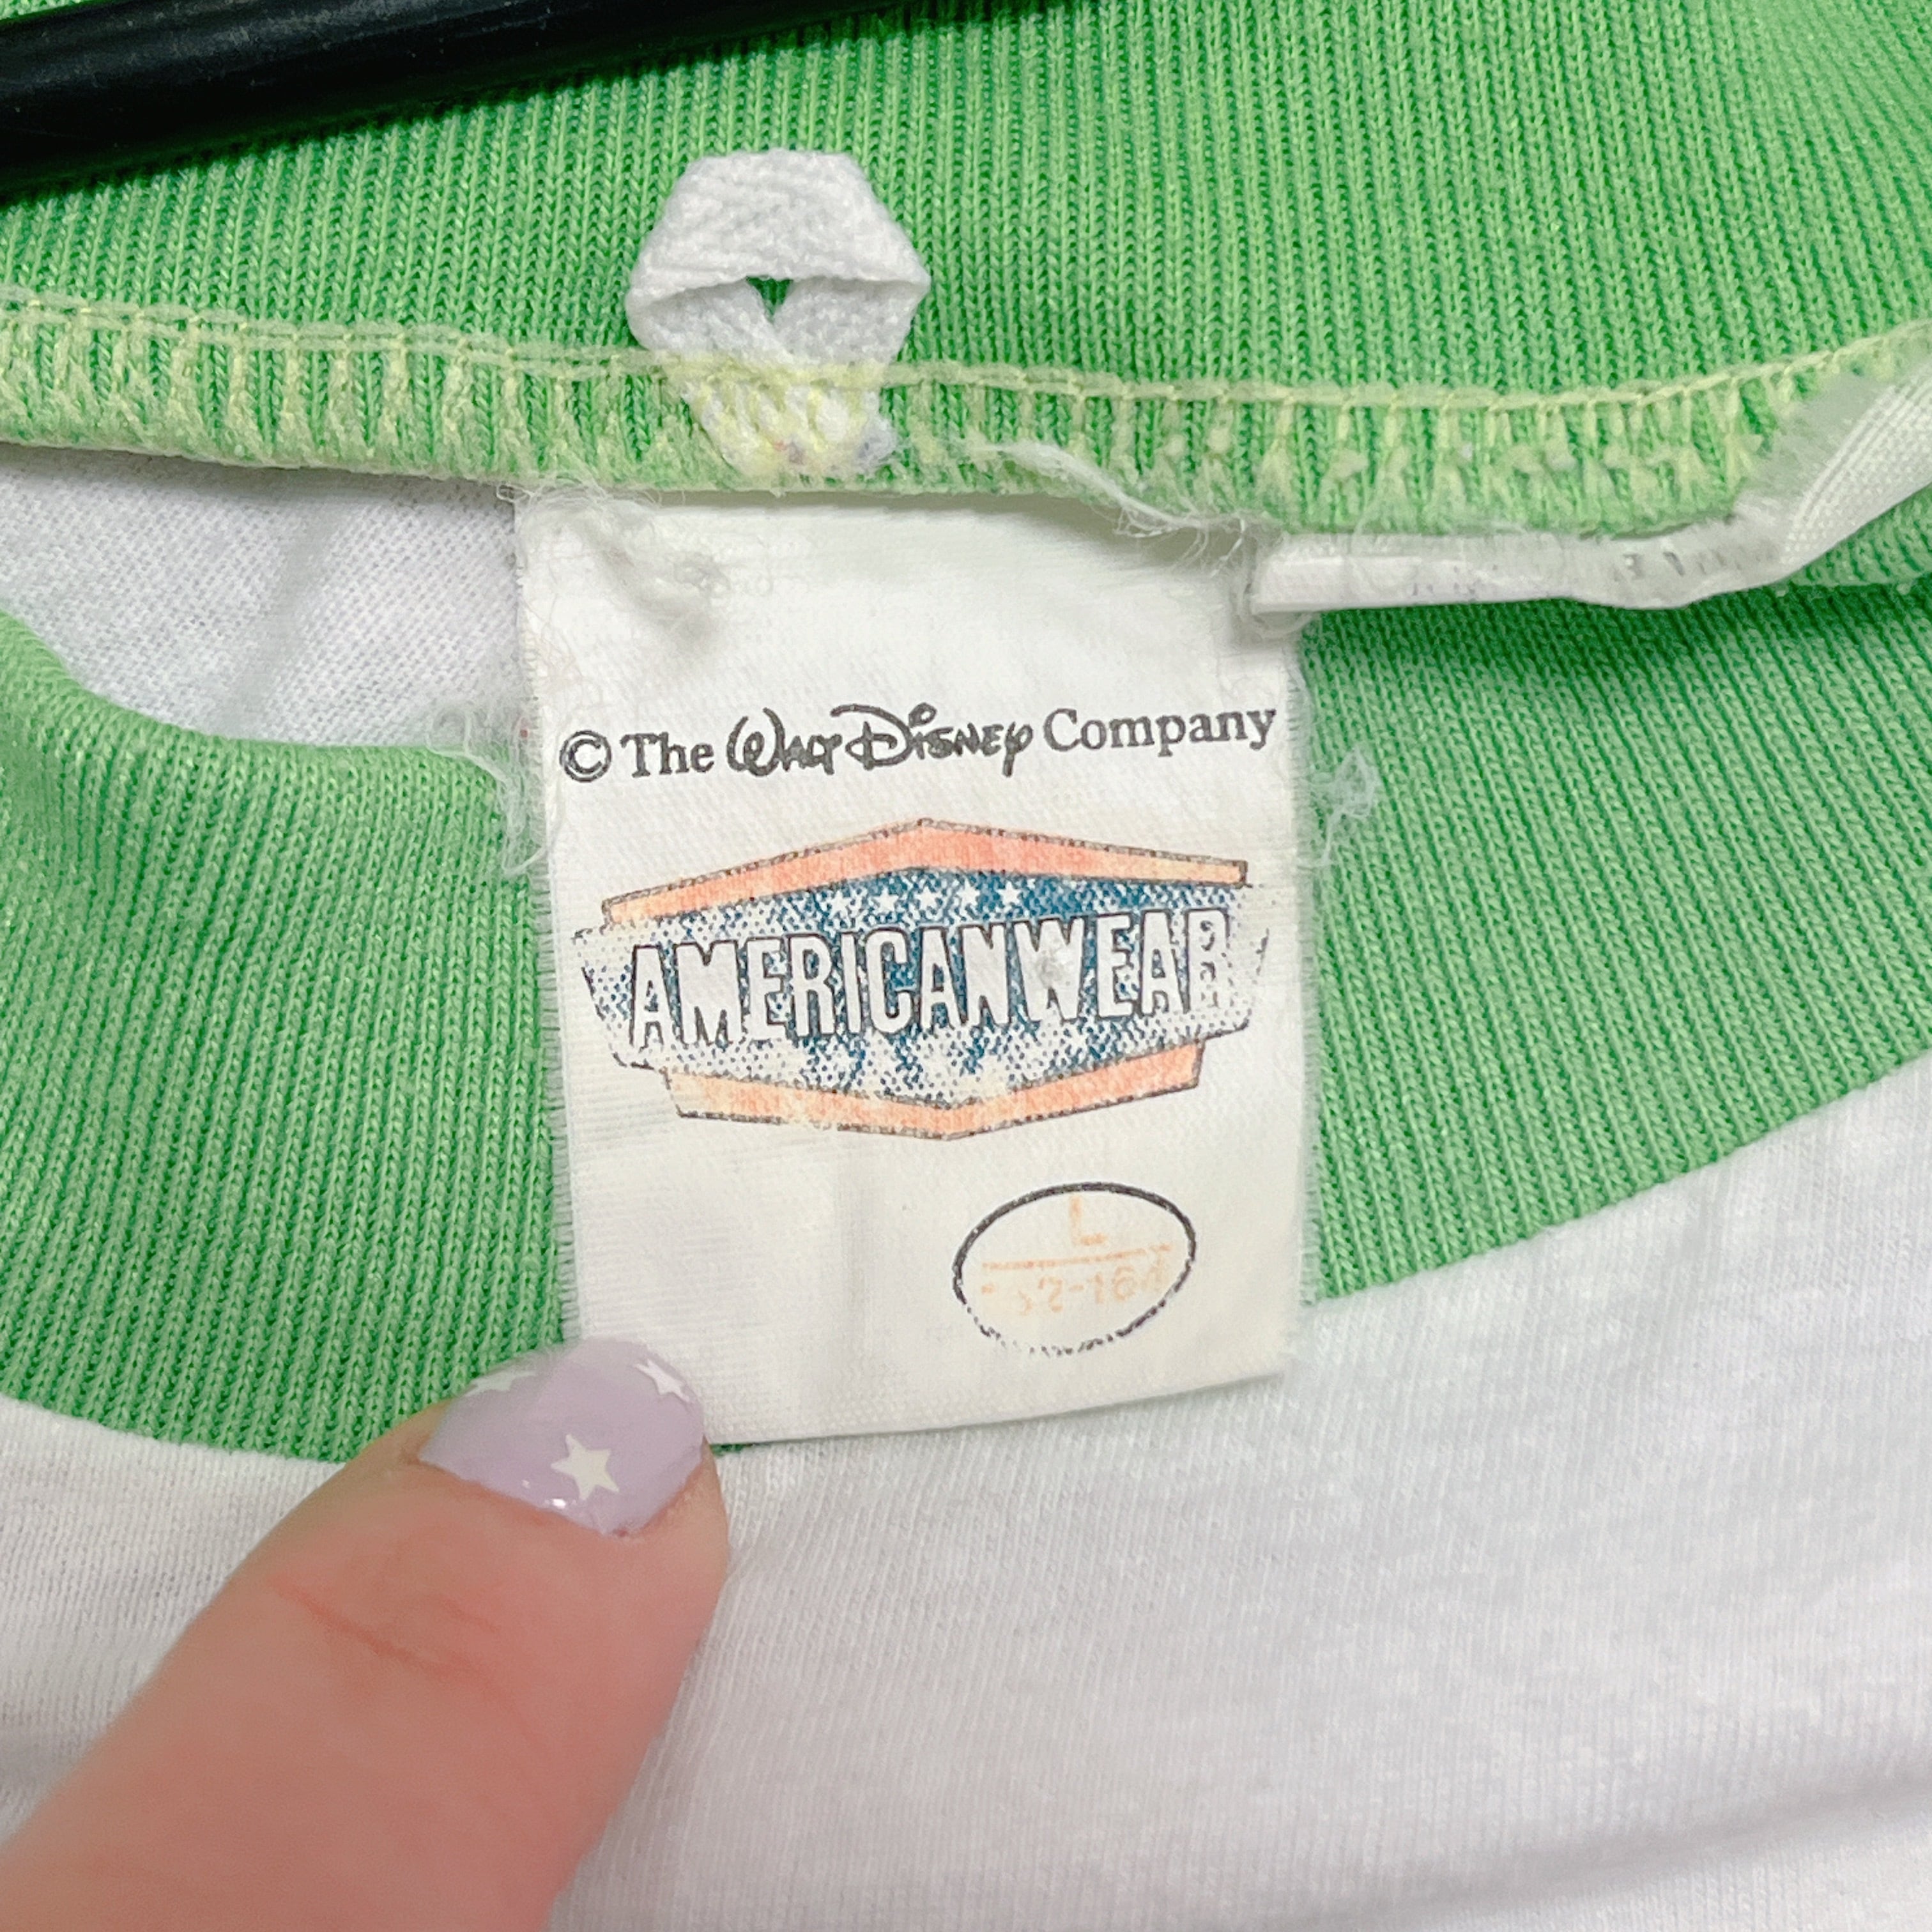 © The Walt Disney Company
AMERICANWEAR
L